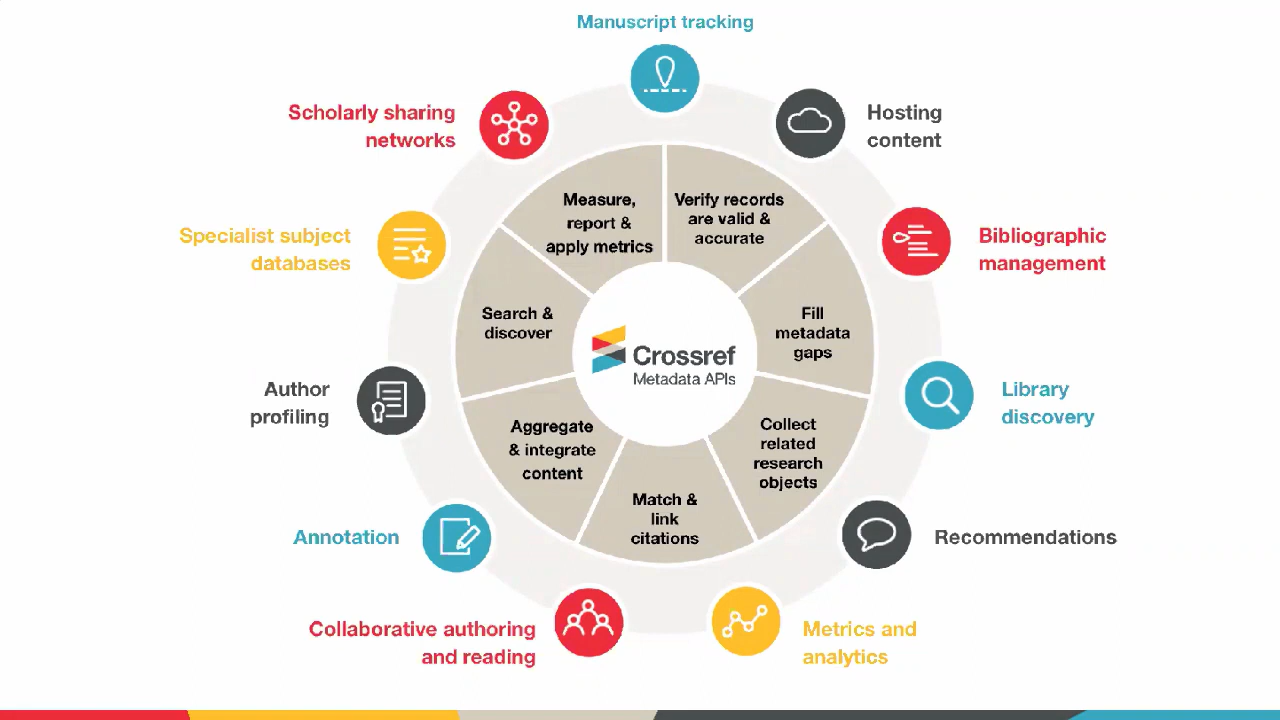 Manuscript tracking
Scholarly sharing
networks
Hosting
content
Specialist subject
databases
Bibliographic
management
Author
profiling
Library
discovery
Annotation
Recommendations
Collaborative authoring
and reading
Metrics and
analytics
Measure,
report &
apply metrics
Verify records
are valid &
accurate
Search &
discover
Fill
metadata
gaps
Crossref
Metadata APIs
Aggregate
& integrate
content
Collect
related
research
objects
Match &
link
citations